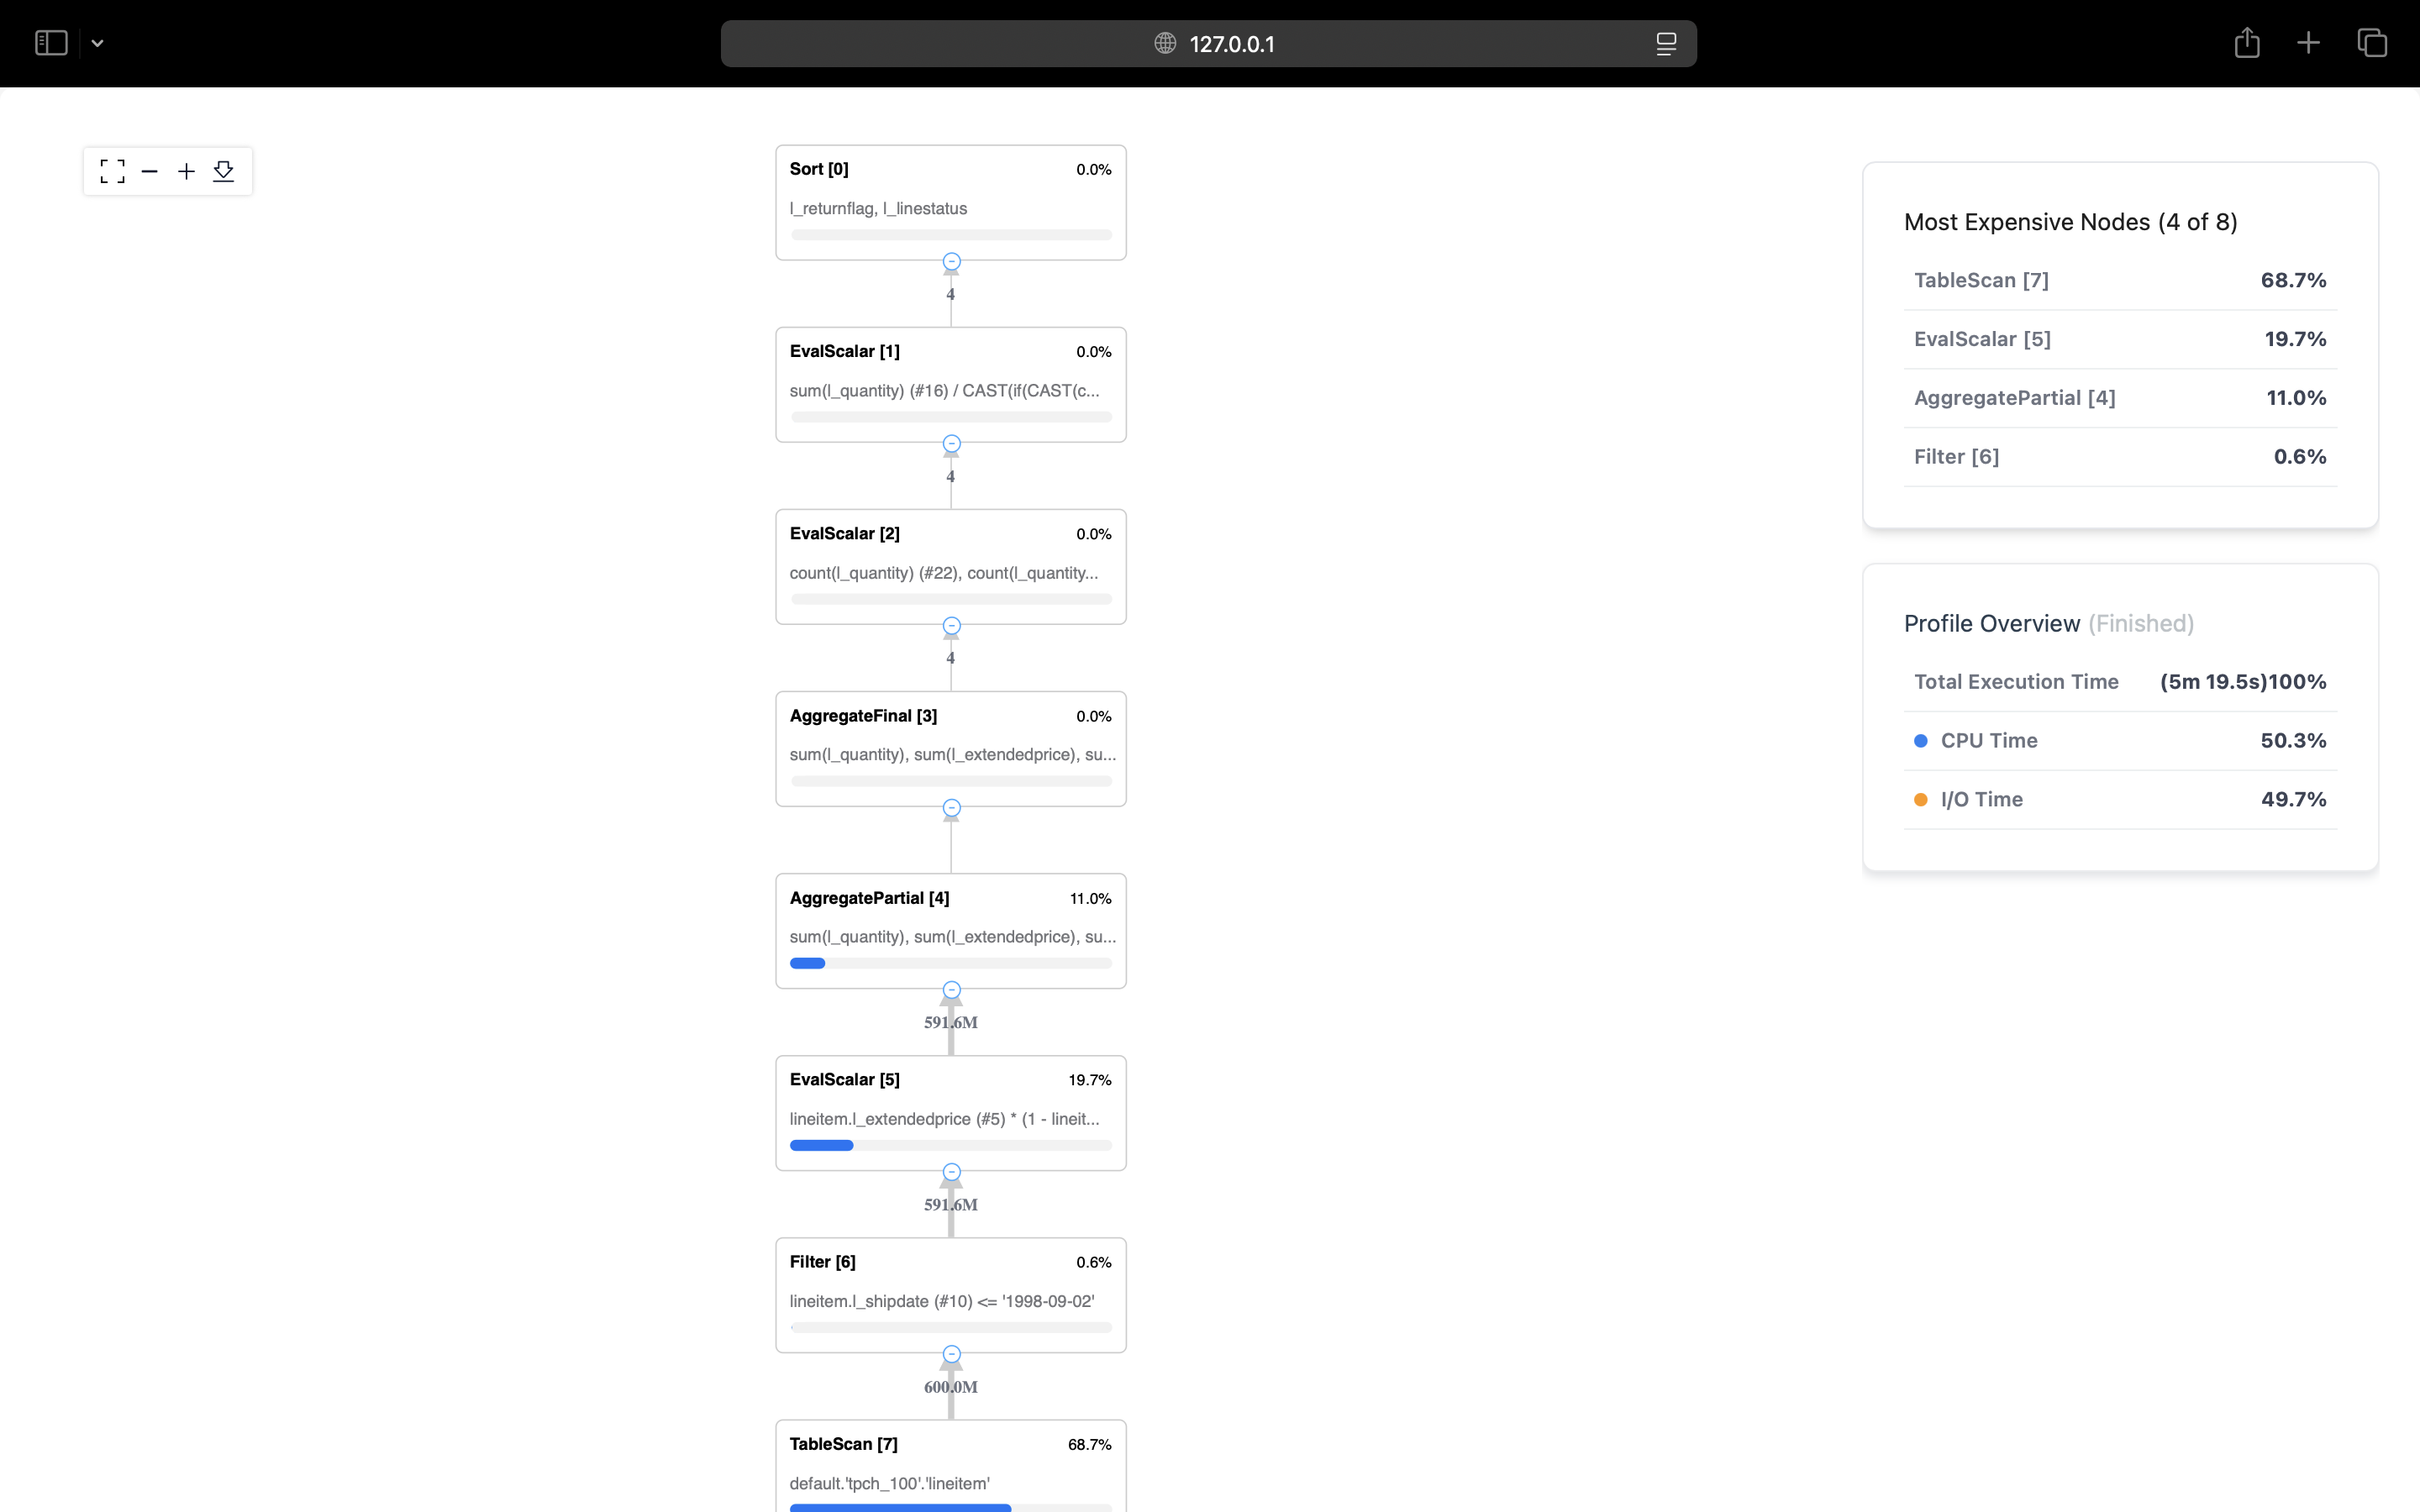 127.0.0.1
Sort [0] 0.0%
l_returnflag, l_linestatus
4
EvalScalar [1] 0.0%
sum(l_quantity) (#16) / CAST(if(CAST(c...
4
EvalScalar [2] 0.0%
count(l_quantity) (#22), count(l_quantity...
4
AggregateFinal [3] 0.0%
sum(l_quantity), sum(l_extendedprice), su...
AggregatePartial [4] 11.0%
sum(l_quantity), sum(l_extendedprice), su...
591.6M
EvalScalar [5] 19.7%
lineitem.l_extendedprice (#5) * (1 - lineit...
591.6M
Filter [6] 0.6%
lineitem.l_shipdate (#10) <= '1998-09-02'
600.0M
TableScan [7] 68.7%
default.'tpch_100'.'lineitem'
Most Expensive Nodes (4 of 8)
TableScan [7] 68.7%
EvalScalar [5] 19.7%
AggregatePartial [4] 11.0%
Filter [6] 0.6%
Profile Overview (Finished)
Total Execution Time (5m 19.5s)100%
CPU Time 50.3%
I/O Time 49.7%